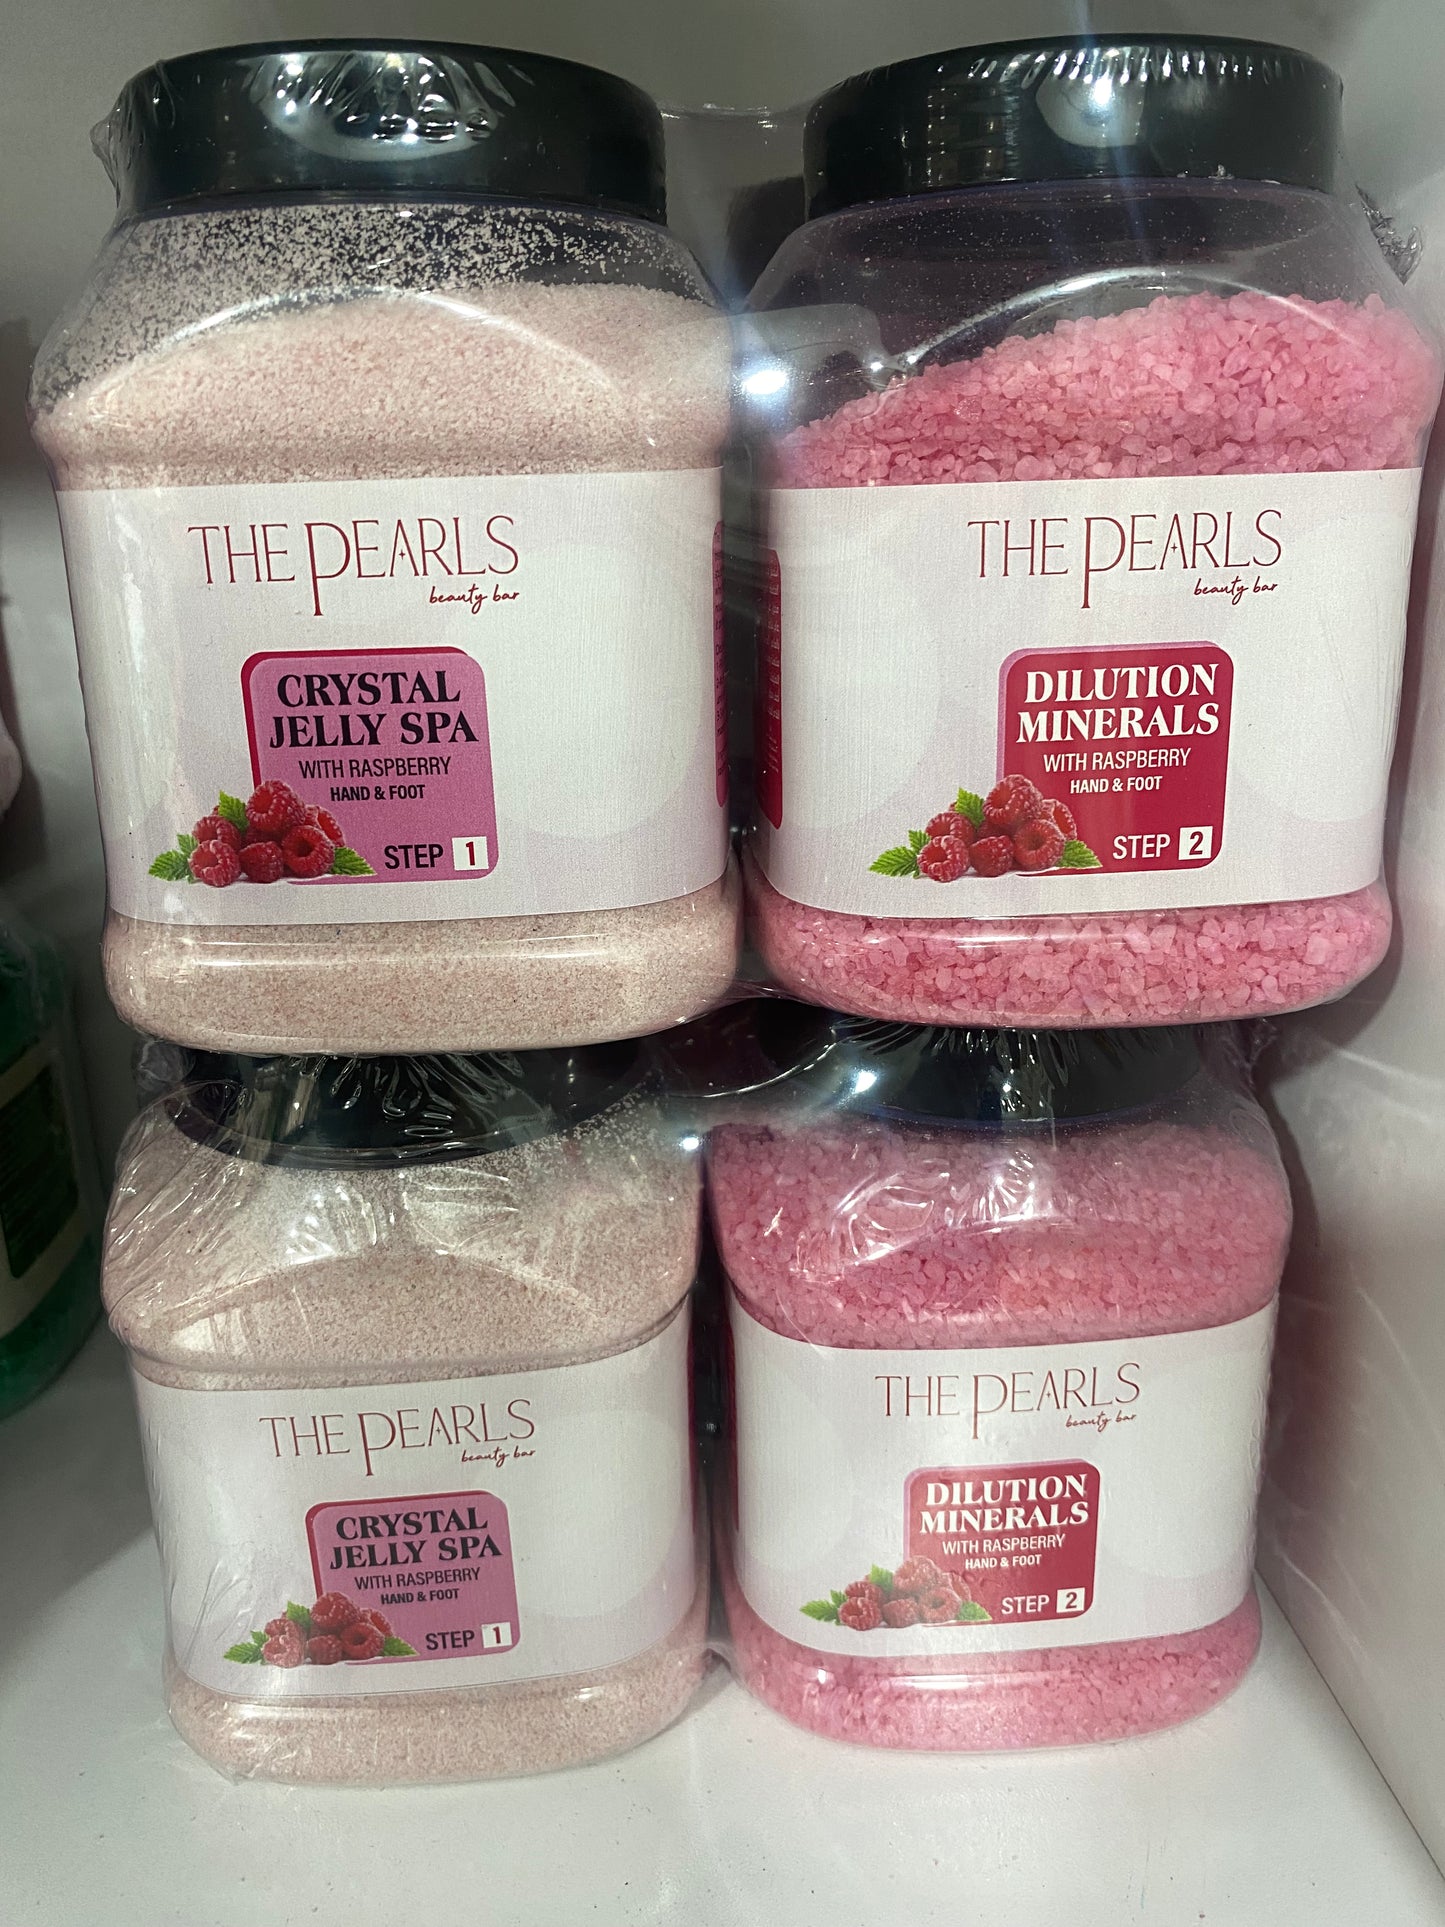 THE PEARLS
beauty bar
CRYSTAL
JELLY SPA
WITH RASPBERRY
HAND & FOOT
STEP 1
THE PEARLS
beauty bar
DILUTION
MINERALS
WITH RASPBERRY
HAND & FOOT
STEP 2
THE PEARLS
beauty bar
CRYSTAL
JELLY SPA
WITH RASPBERRY
HAND & FOOT
STEP 1
THE PEARLS
beauty bar
DILUTION
MINERALS
WITH RASPBERRY
HAND & FOOT
STEP 2